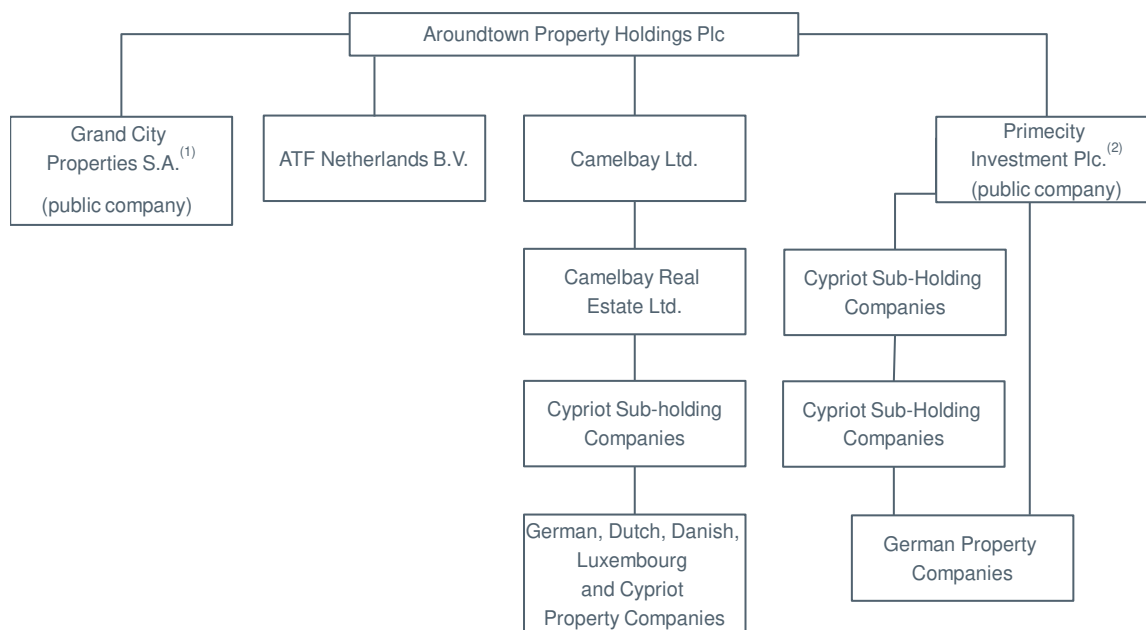 Aroundtown Property Holdings Plc
Grand City
Properties S.A.(1)
(public company)
ATF Netherlands B.V.
Camelbay Ltd.
Primecity
Investment Plc.(2)
(public company)
Camelbay Real
Estate Ltd.
Cypriot Sub-Holding
Companies
Cypriot Sub-holding
Companies
Cypriot Sub-Holding
Companies
German, Dutch, Danish,
Luxembourg
and Cypriot
Property Companies
German Property
Companies